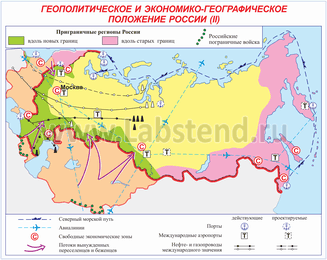 ГЕОПОЛИТИЧЕСКОЕ И ЭКОНОМИКО-ГЕОГРАФИЧЕСКОЕ
ПОЛОЖЕНИЕ РОССИИ (II)
Приграничные регионы России
вдоль новых границ
вдоль старых границ
Российские
пограничные войска
Москва
labstend.ru
Северный морской путь
Авиалинии
Свободные экономические зоны
Потоки вынужденных
переселенцев и беженцев
действующие
проектируемые
Порты
Международные аэропорты
Нефте- и газопроводы
международного значения